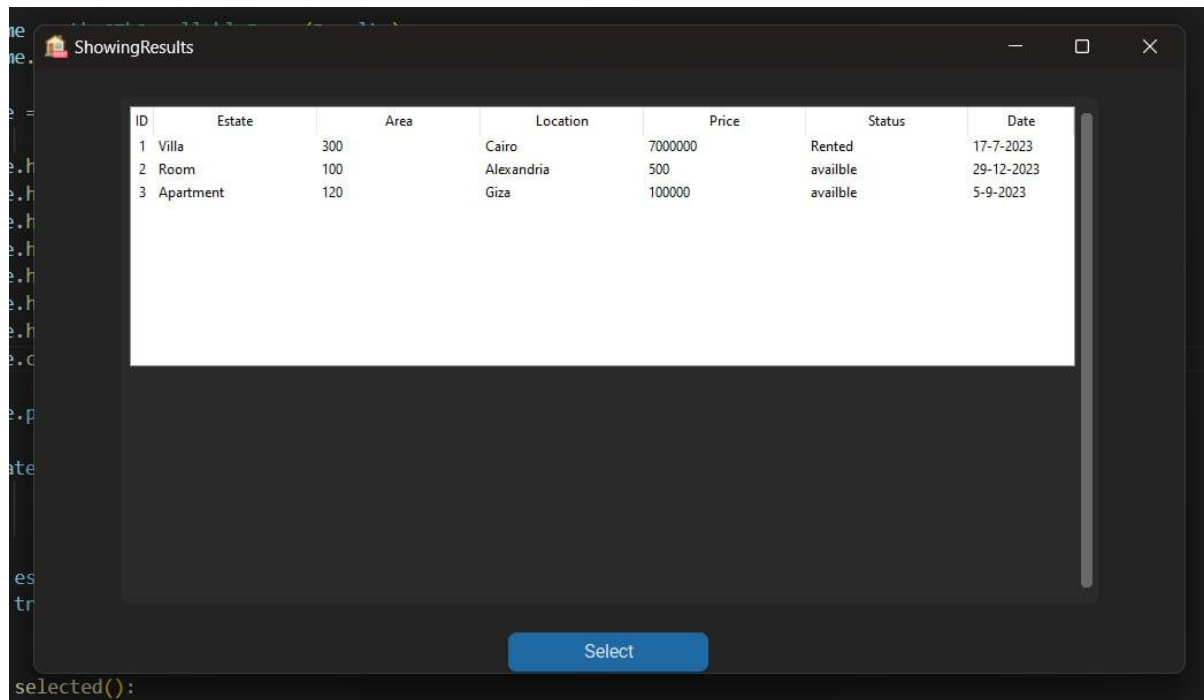 ShowingResults
ID Estate Area Location Price Status Date
1 Villa 300 Cairo 7000000 Rented 17-7-2023
2 Room 100 Alexandria 500 availble 29-12-2023
3 Apartment 120 Giza 100000 availble 5-9-2023
Select
selected():